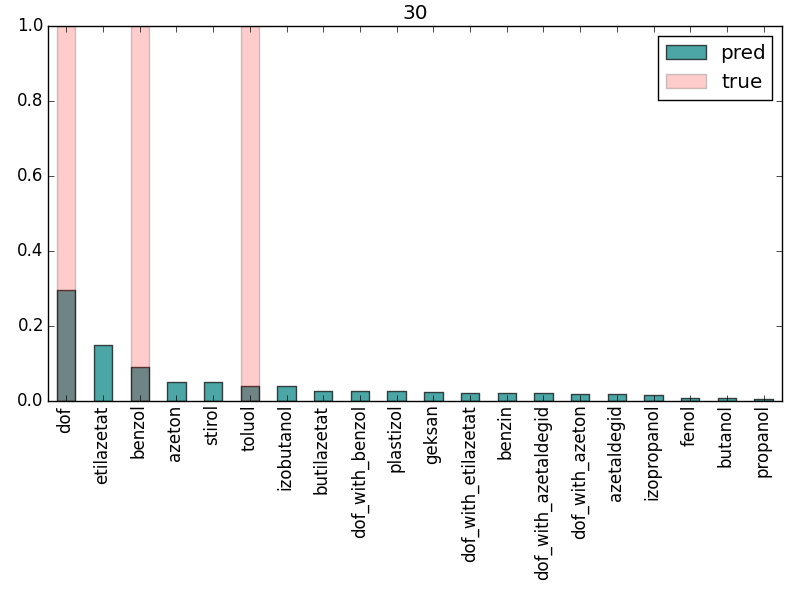 30
1.0
0.8
0.6
0.4
0.2
0.0
pred
true
dof
etilazetat
benzol
azeton
stirol
toluol
izobutanol
butilazetat
dof_with_benzol
plastizol
geksan
dof_with_etilazetat
benzin
dof_with_azetaldegid
dof_with_azeton
azetaldegid
izopropanol
fenol
butanol
propanol